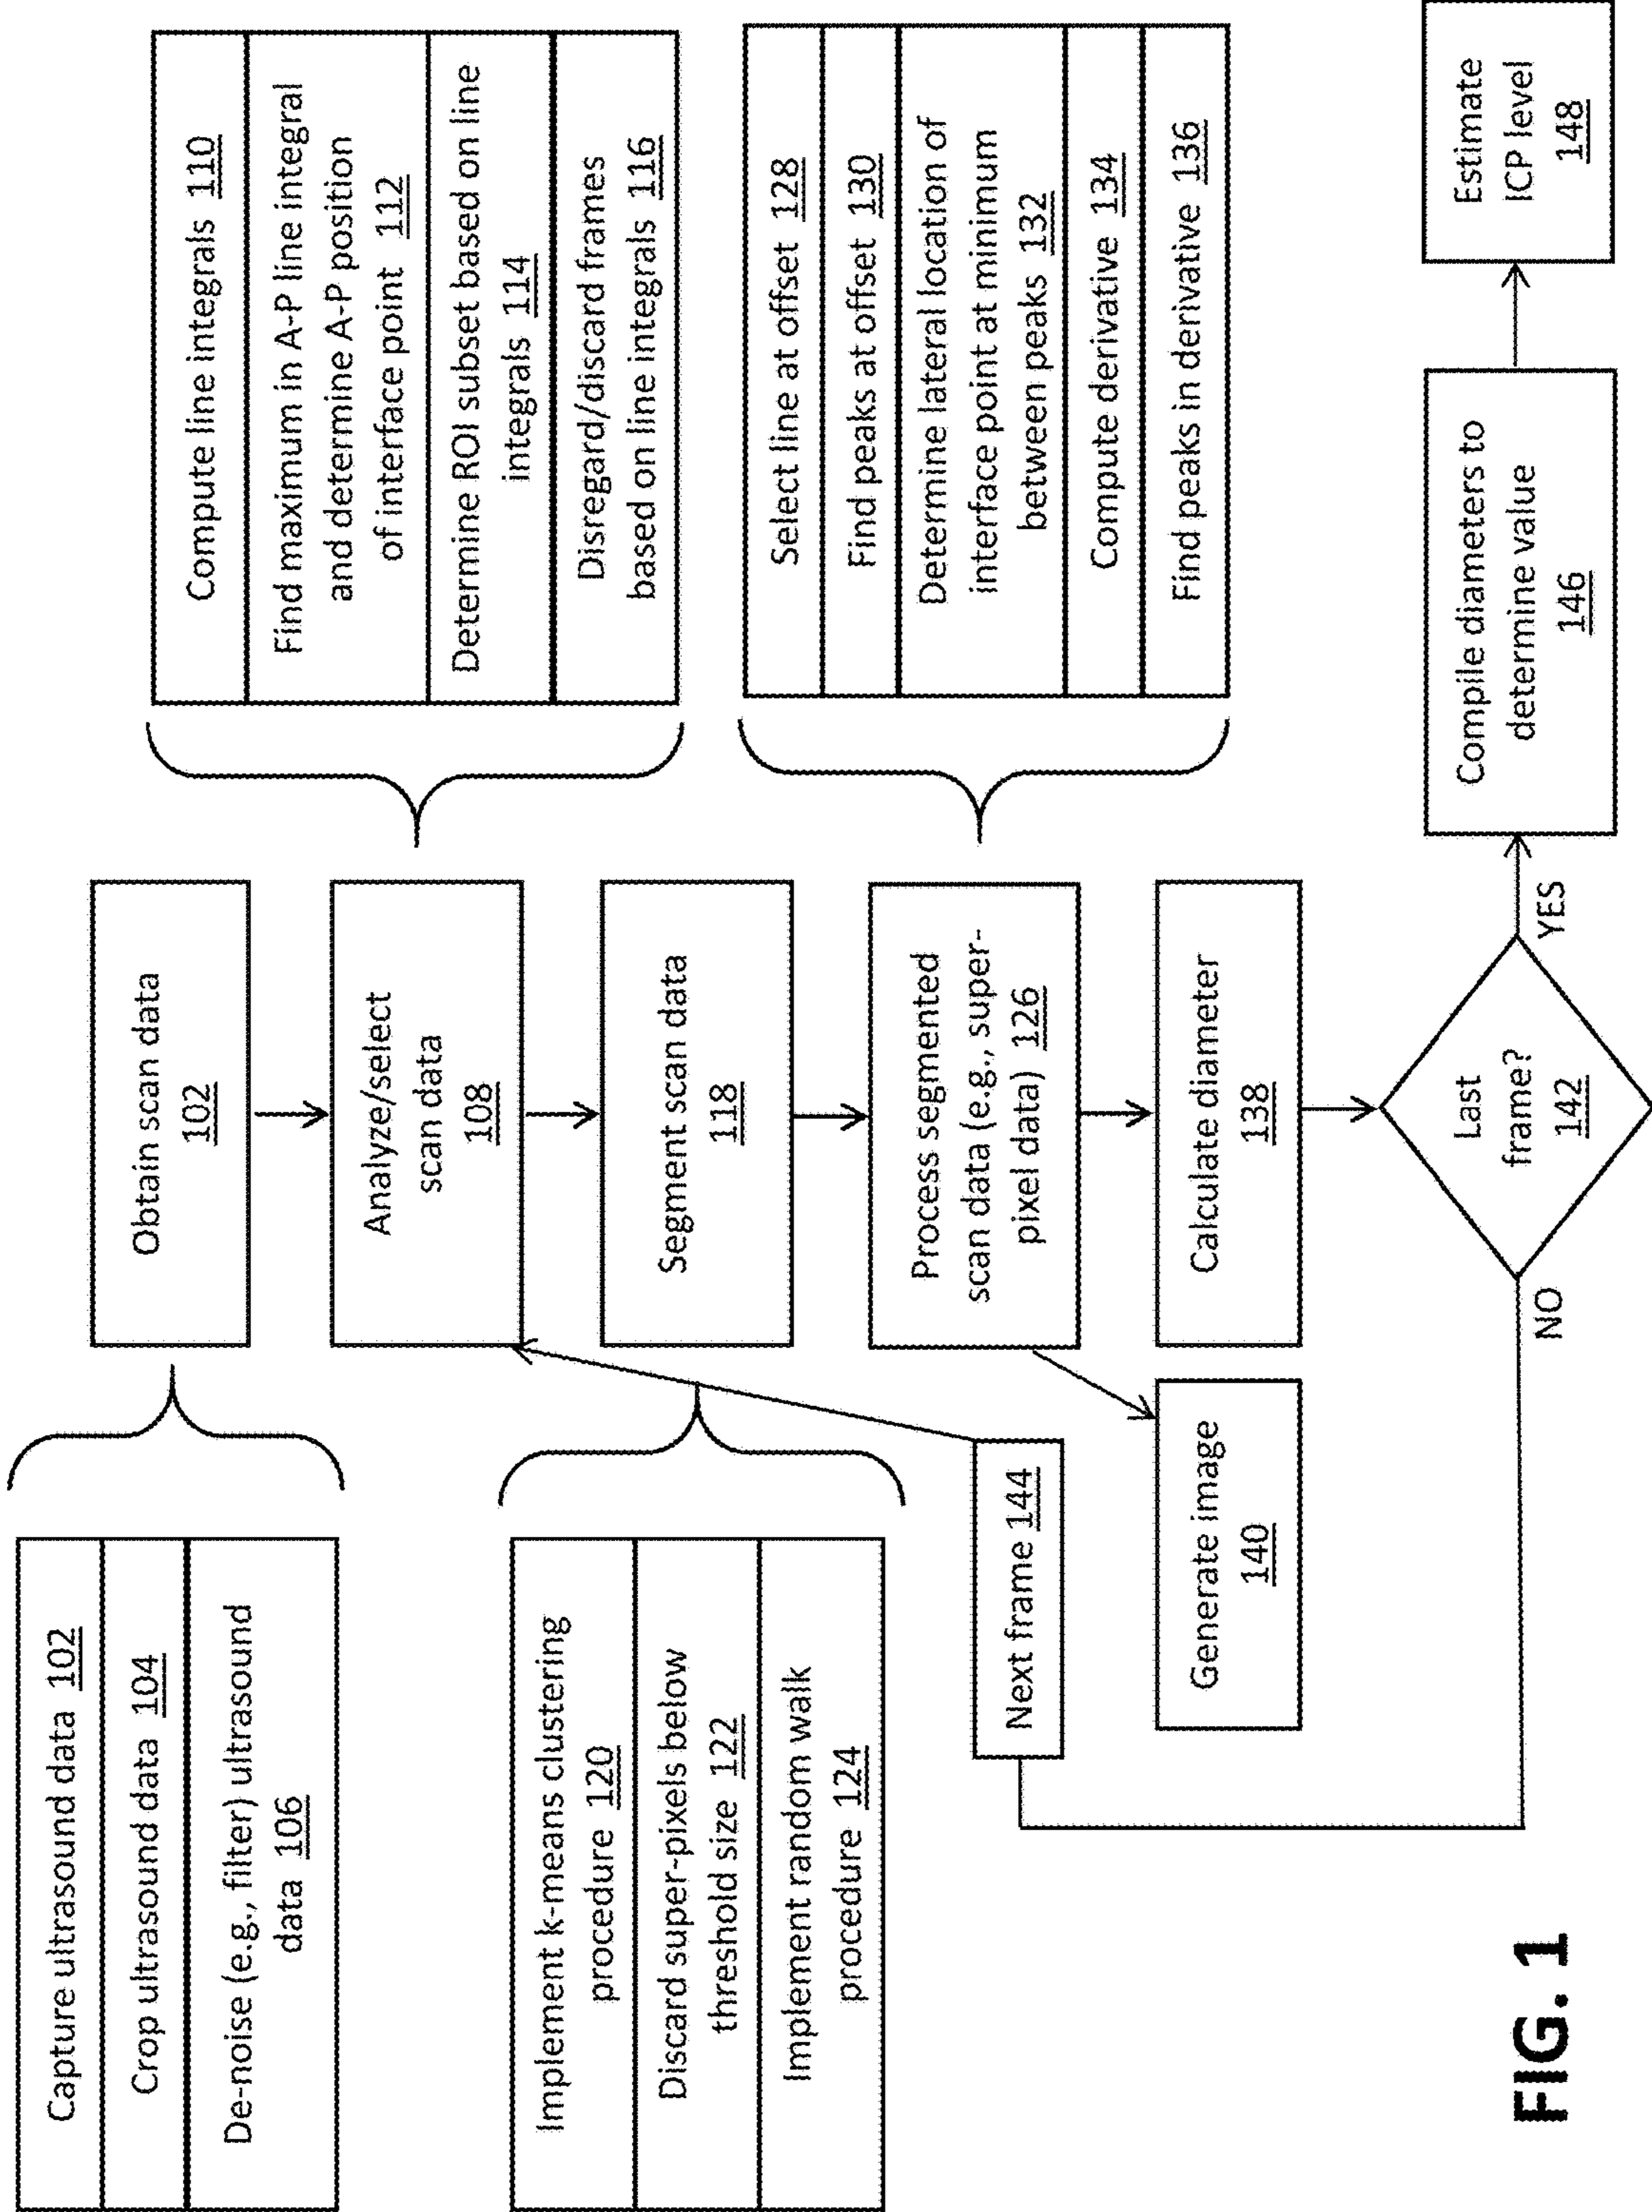 Capture ultrasound data 102
Crop ultrasound data 104
De-noise (e.g., filter) ultrasound
data 106
Obtain scan data
102
Compute line integrals 110
Find maximum in A-P line integral
and determine A-P position
of interface point 112
Determine ROI subset based on line
integrals 114
Disregard/discard frames
based on line integrals 116
Analyze/select
scan data
108
Implement k-means clustering
procedure 120
Discard super-pixels below
threshold size 122
Implement random walk
procedure 124
Segment scan data
118
Select line at offset 128
Find peaks at offset 130
Determine lateral location of
interface point at minimum
between peaks 132
Compute derivative 134
Find peaks in derivative 136
Process segmented
scan data (e.g., super-
pixel data) 126
Next frame 144
Generate image
140
Calculate diameter
138
Last
frame?
142
NO
YES
Compile diameters to
determine value
146
Estimate
ICP level
148
FIG. 1